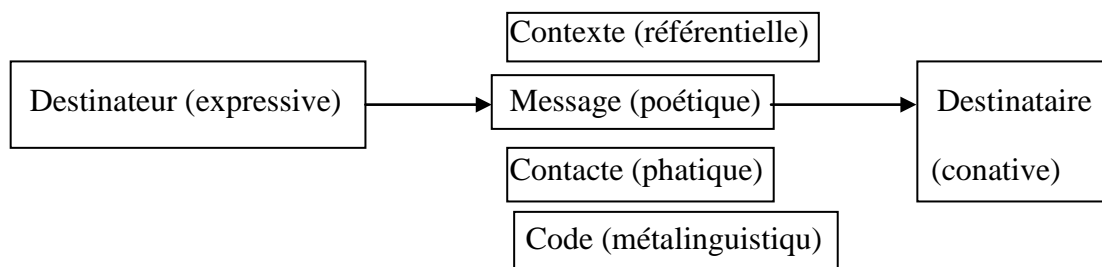 Contexte (référentielle)
Destinateur (expressive)
Message (poétique)
Destinataire
(conative)
Contacte (phatique)
Code (métalinguistiqu)